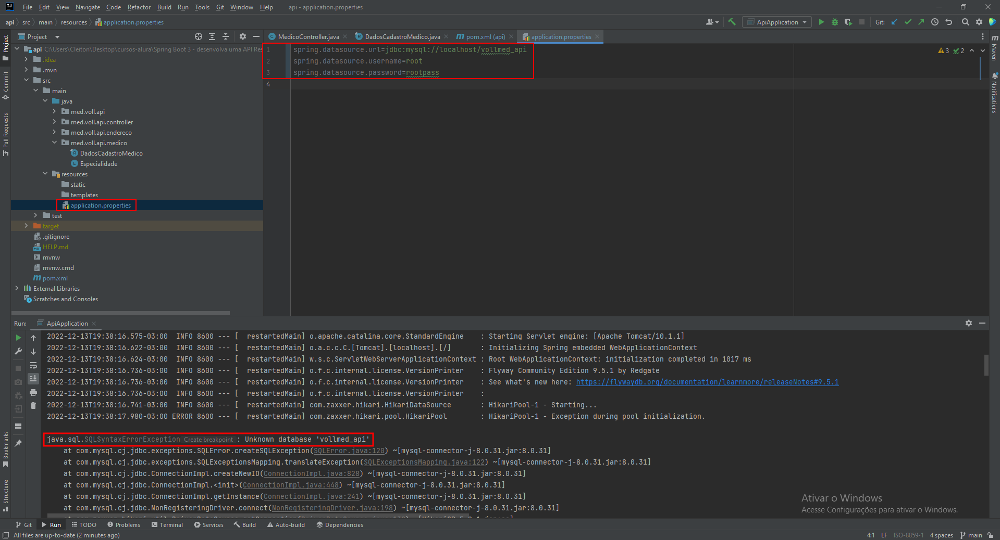 File Edit View Navigate Code Refactor Build Run Tools Git Window Help api - application.properties
api src main resources application.properties ApiApplication Git:
Project MedicoController.java DadosCadastroMedico.java pom.xml (api) application.properties
api C:\Users\Cleiton\Desktop\cursos-alura\Spring Boot 3 - desenvolva uma API Res
.idea
.mvn
src
main
java
med.voll.api
med.voll.api.controller
med.voll.api.endereco
med.voll.api.medico
DadosCadastroMedico
Especialidade
resources
static
templates
application.properties
test
target
.gitignore
HELP.md
mvnw
mvnw.cmd
pom.xml
External Libraries
Scratches and Consoles
1 spring.datasource.url=jdbc:mysql://localhost/vollmed_api
2 spring.datasource.username=root
3 spring.datasource.password=rootpass
4
3 2
Project
Commit
Pull Requests
Bookmarks
Structure
Maven
Notifications
Run: ApiApplication
2022-12-13T19:38:16.575-03:00 INFO 8600 --- [ restartedMain] o.apache.catalina.core.StandardEngine : Starting Servlet engine: [Apache Tomcat/10.1.1]
2022-12-13T19:38:16.622-03:00 INFO 8600 --- [ restartedMain] o.a.c.c.C.[Tomcat].[localhost].[/] : Initializing Spring embedded WebApplicationContext
2022-12-13T19:38:16.624-03:00 INFO 8600 --- [ restartedMain] w.s.c.ServletWebServerApplicationContext : Root WebApplicationContext: initialization completed in 1017 ms
2022-12-13T19:38:16.736-03:00 INFO 8600 --- [ restartedMain] o.f.c.internal.license.VersionPrinter : Flyway Community Edition 9.5.1 by Redgate
2022-12-13T19:38:16.736-03:00 INFO 8600 --- [ restartedMain] o.f.c.internal.license.VersionPrinter : See what's new here: https://flywaydb.org/documentation/learnmore/releaseNotes#9.5.1
2022-12-13T19:38:16.736-03:00 INFO 8600 --- [ restartedMain] o.f.c.internal.license.VersionPrinter :
2022-12-13T19:38:16.741-03:00 INFO 8600 --- [ restartedMain] com.zaxxer.hikari.HikariDataSource : HikariPool-1 - Starting...
2022-12-13T19:38:17.980-03:00 ERROR 8600 --- [ restartedMain] com.zaxxer.hikari.pool.HikariPool : HikariPool-1 - Exception during pool initialization.
java.sql.SQLSyntaxErrorException Create breakpoint : Unknown database 'vollmed_api'
at com.mysql.cj.jdbc.exceptions.SQLError.createSQLException(SQLError.java:120) ~[mysql-connector-j-8.0.31.jar:8.0.31]
at com.mysql.cj.jdbc.exceptions.SQLExceptionsMapping.translateException(SQLExceptionsMapping.java:122) ~[mysql-connector-j-8.0.31.jar:8.0.31]
at com.mysql.cj.jdbc.ConnectionImpl.createNewIO(ConnectionImpl.java:828) ~[mysql-connector-j-8.0.31.jar:8.0.31]
at com.mysql.cj.jdbc.ConnectionImpl.<init>(ConnectionImpl.java:448) ~[mysql-connector-j-8.0.31.jar:8.0.31]
at com.mysql.cj.jdbc.ConnectionImpl.getInstance(ConnectionImpl.java:241) ~[mysql-connector-j-8.0.31.jar:8.0.31]
at com.mysql.cj.jdbc.NonRegisteringDriver.connect(NonRegisteringDriver.java:198) ~[mysql-connector-j-8.0.31.jar:8.0.31]
Ativar o Windows
Acesse Configurações para ativar o Windows.
Git Run TODO Problems Terminal Services Build Auto-build Dependencies
All files are up-to-date (2 minutes ago) 4:1 LF ISO-8859-1 4 spaces main